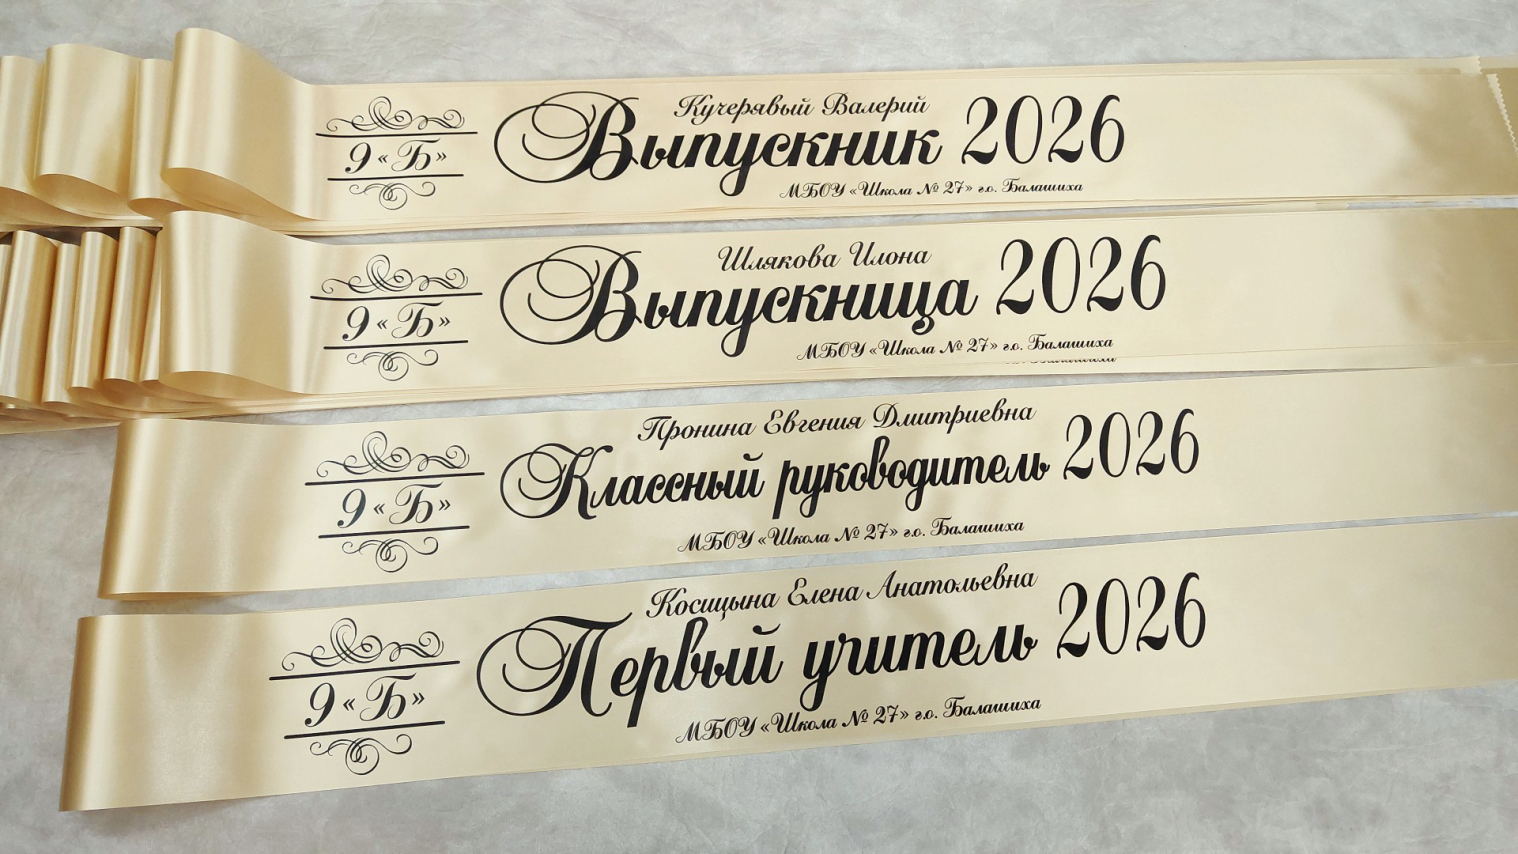 9 «Б»
Кучерявый Валерий
Выпускник 2026
МБОУ «Школа № 27» г.о. Балашиха
9 «Б»
Шлякова Илона
Выпускница 2026
МБОУ «Школа № 27» г.о. Балашиха
9 «Б»
Пронина Евгения Дмитриевна
Классный руководитель 2026
МБОУ «Школа № 27» г.о. Балашиха
9 «Б»
Косицына Елена Анатольевна
Первый учитель 2026
МБОУ «Школа № 27» г.о. Балашиха